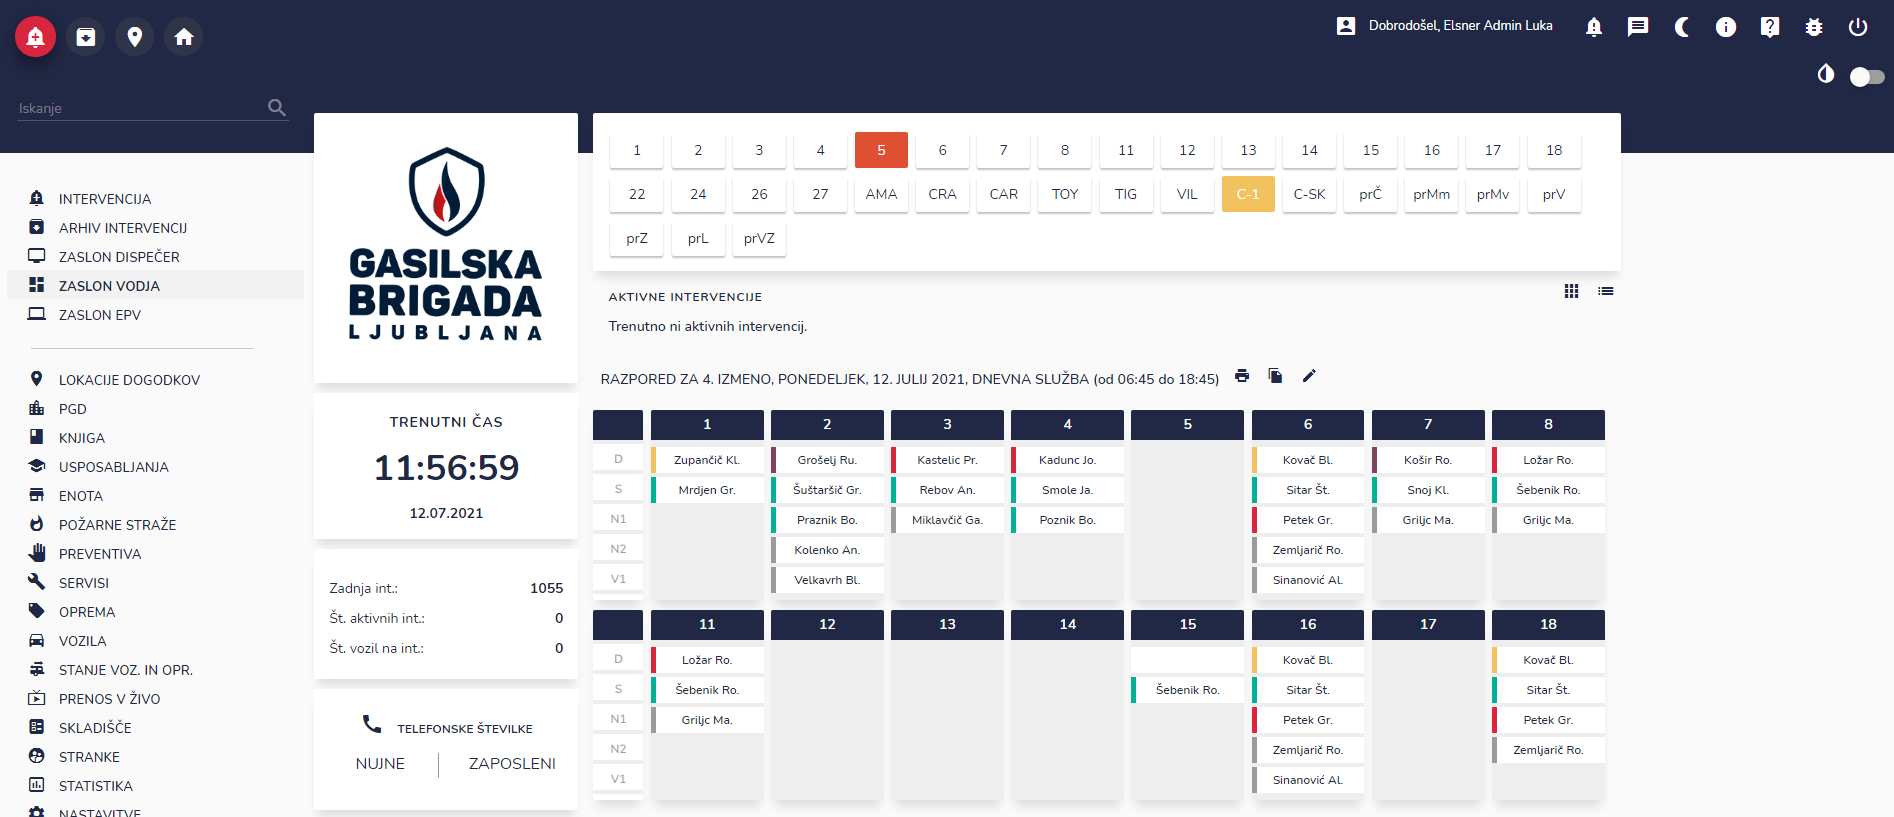 Dobrodošel, Elsner Admin Luka
Iskanje
INTERVENCIJA
ARHIV INTERVENCIJ
ZASLON DISPEČER
ZASLON VODJA
ZASLON EPV
LOKACIJE DOGODKOV
PGD
KNJIGA
USPOSABLJANJA
ENOTA
POŽARNE STRAŽE
PREVENTIVA
SERVISI
OPREMA
VOZILA
STANJE VOZ. IN OPR.
PRENOS V ŽIVO
SKLADIŠČE
STRANKE
STATISTIKA
NASTAVITVE
GASILSKA
BRIGADA
LJUBLJANA
TRENUTNI ČAS
11:56:59
12.07.2021
Zadnja int.: 1055
Št. aktivnih int.: 0
Št. vozil na int.: 0
TELEFONSKE ŠTEVILKE
NUJNE ZAPOSLENI
1 2 3 4 5 6 7 8 11 12 13 14 15 16 17 18
22 24 26 27 AMA CRA CAR TOY TIG VIL C-1 C-SK prČ prMm prMv prV
prZ prL prVZ
AKTIVNE INTERVENCIJE
Trenutno ni aktivnih intervencij.
RAZPORED ZA 4. IZMENO, PONEDELJEK, 12. JULIJ 2021, DNEVNA SLUŽBA (od 06:45 do 18:45)
1 2 3 4 5 6 7 8
D Zupančič Kl. Grošelj Ru. Kastelic Pr. Kadunc Jo. Kovač Bl. Košir Ro. Ložar Ro.
S Mrdjen Gr. Šuštaršič Gr. Rebov An. Smole Ja. Sitar Št. Snoj Kl. Šebenik Ro.
N1 Praznik Bo. Miklavčič Ga. Poznik Bo. Petek Gr. Griljc Ma. Griljc Ma.
N2 Kolenko An. Zemljarič Ro.
V1 Velkavrh Bl. Sinanović Al.
11 12 13 14 15 16 17 18
D Ložar Ro. Kovač Bl. Kovač Bl.
S Šebenik Ro. Šebenik Ro. Sitar Št. Sitar Št.
N1 Griljc Ma. Petek Gr. Petek Gr.
N2 Zemljarič Ro. Zemljarič Ro.
V1 Sinanović Al.